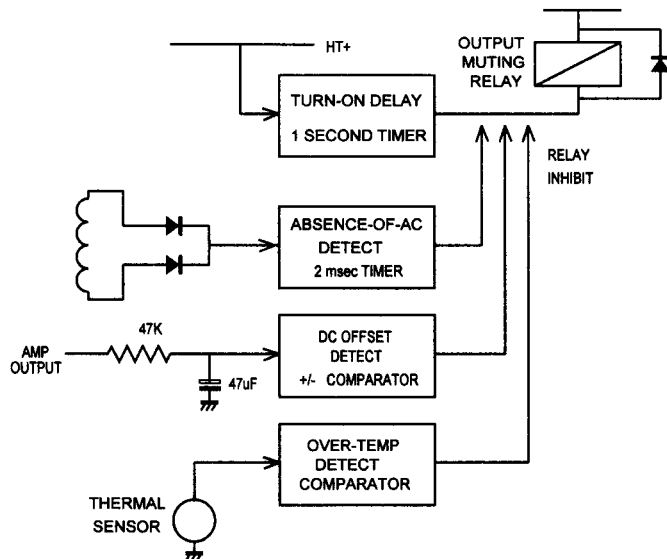 HT+
OUTPUT
MUTING
RELAY
TURN-ON DELAY
1 SECOND TIMER
RELAY
INHIBIT
ABSENCE-OF-AC
DETECT
2 msec TIMER
47K
AMP
OUTPUT
47uF
DC OFFSET
DETECT
+/- COMPARATOR
OVER-TEMP
DETECT
COMPARATOR
THERMAL
SENSOR